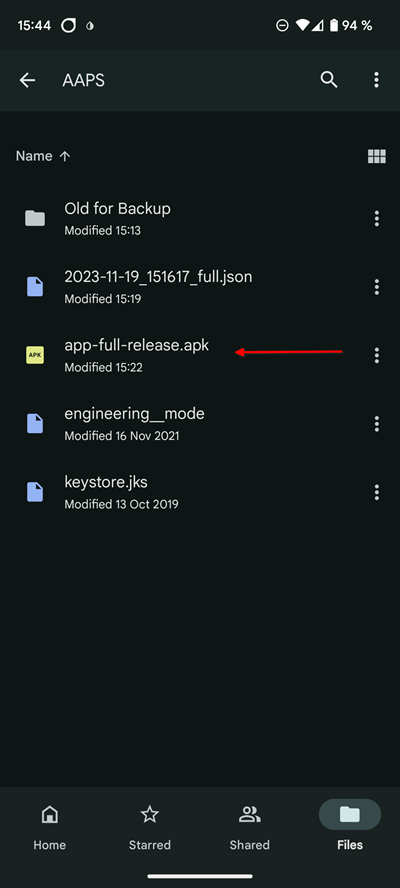 15:44
94 %
AAPS
Name
Old for Backup
Modified 15:13
2023-11-19_151617_full.json
Modified 15:19
APK
app-full-release.apk
Modified 15:22
engineering__mode
Modified 16 Nov 2021
keystore.jks
Modified 13 Oct 2019
Home
Starred
Shared
Files